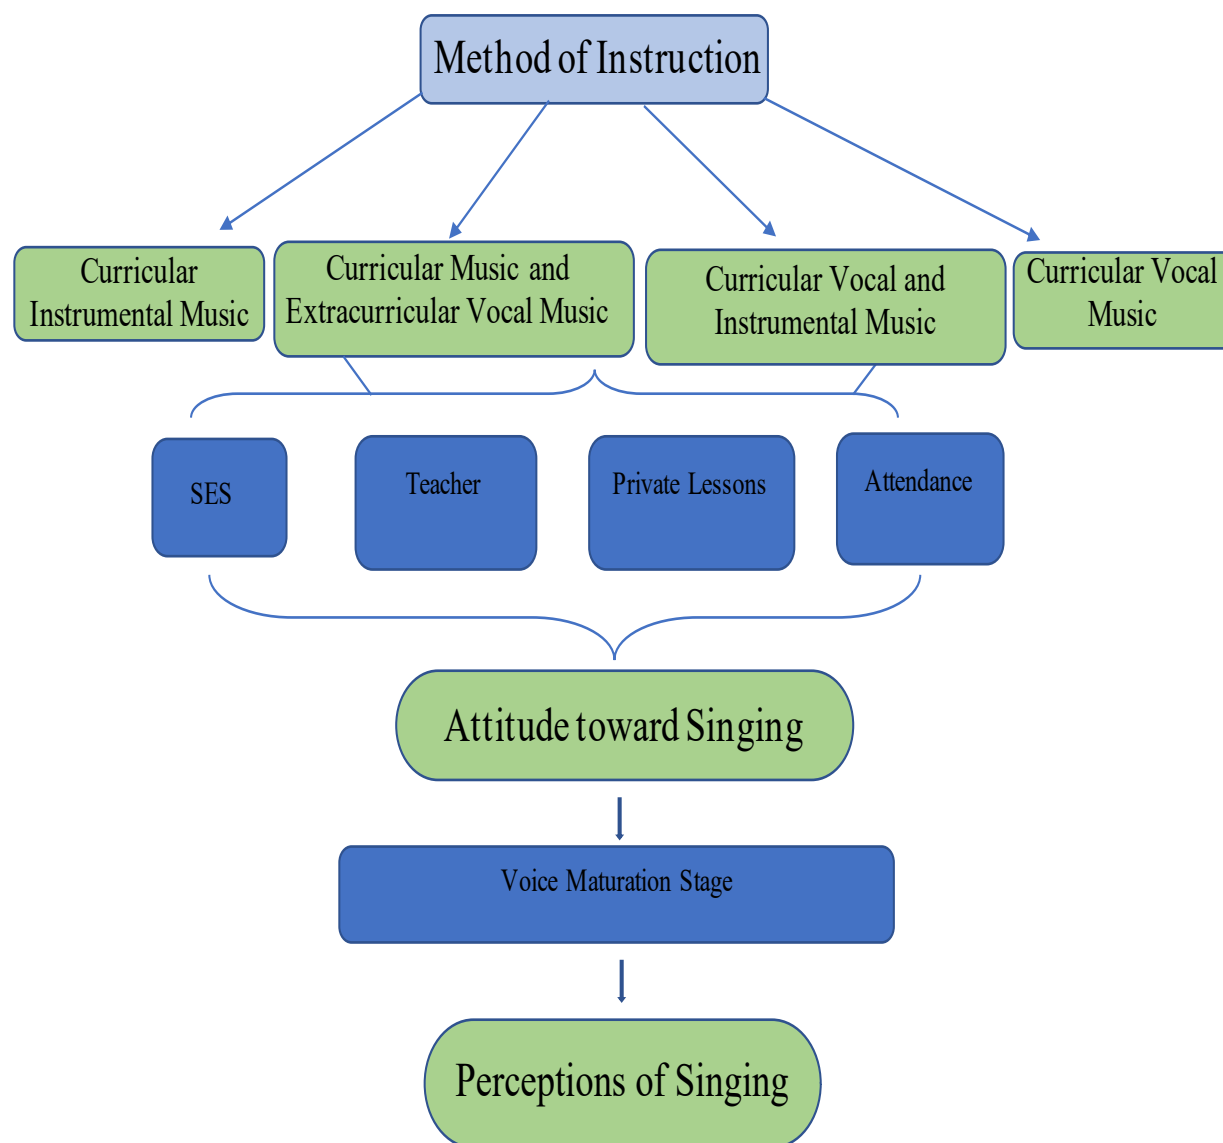 Method of Instruction
Curricular
Instrumental Music
Curricular Music and
Extracurricular Vocal Music
Curricular Vocal and
Instrumental Music
Curricular Vocal
Music
SES
Teacher
Private Lessons
Attendance
Attitude toward Singing
Voice Maturation Stage
Perceptions of Singing